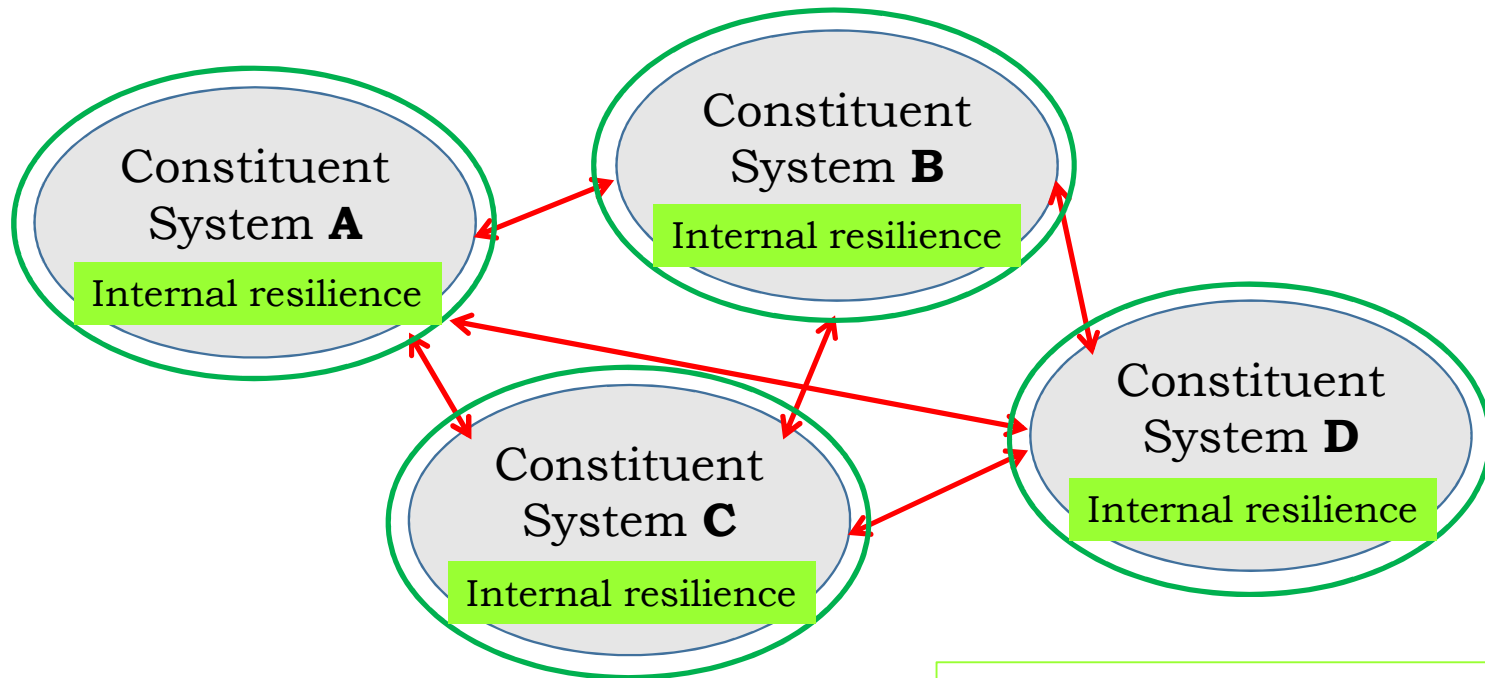 Constituent
System A
Internal resilience
Constituent
System B
Internal resilience
Constituent
System C
Internal resilience
Constituent
System D
Internal resilience